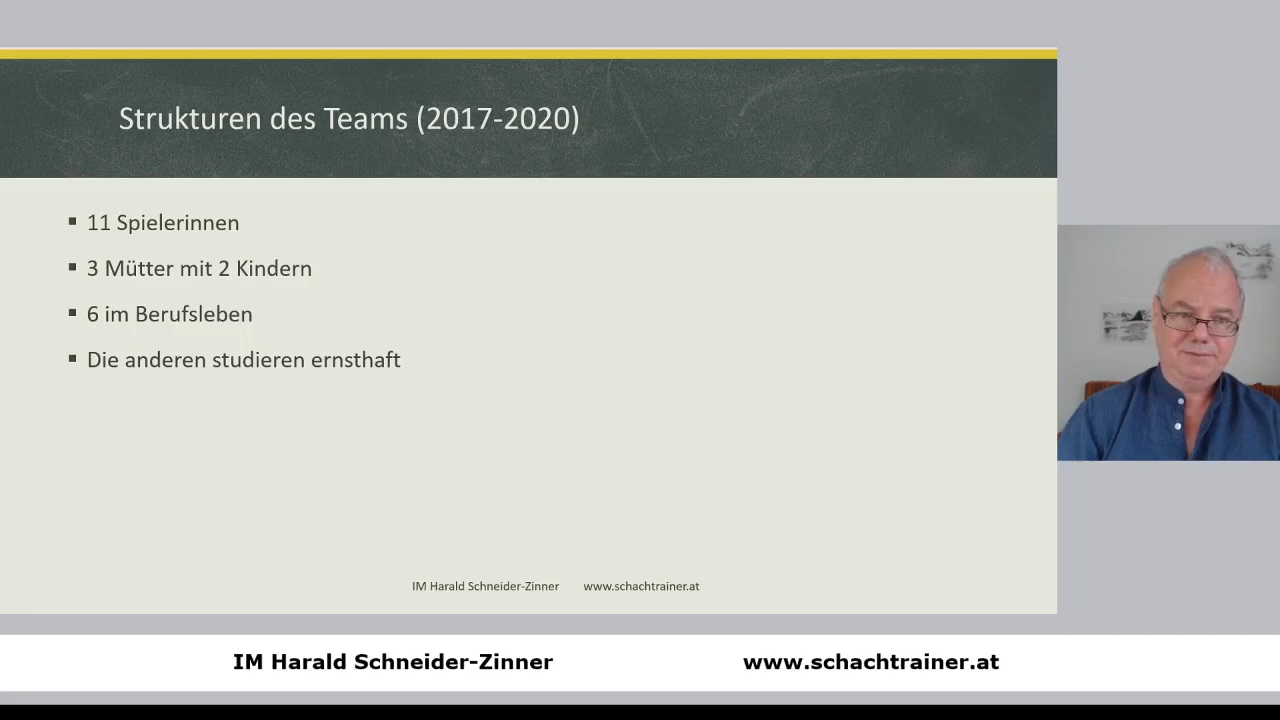 Strukturen des Teams (2017-2020)
▪ 11 Spielerinnen
▪ 3 Mütter mit 2 Kindern
▪ 6 im Berufsleben
▪ Die anderen studieren ernsthaft
IM Harald Schneider-Zinner www.schachtrainer.at
IM Harald Schneider-Zinner www.schachtrainer.at